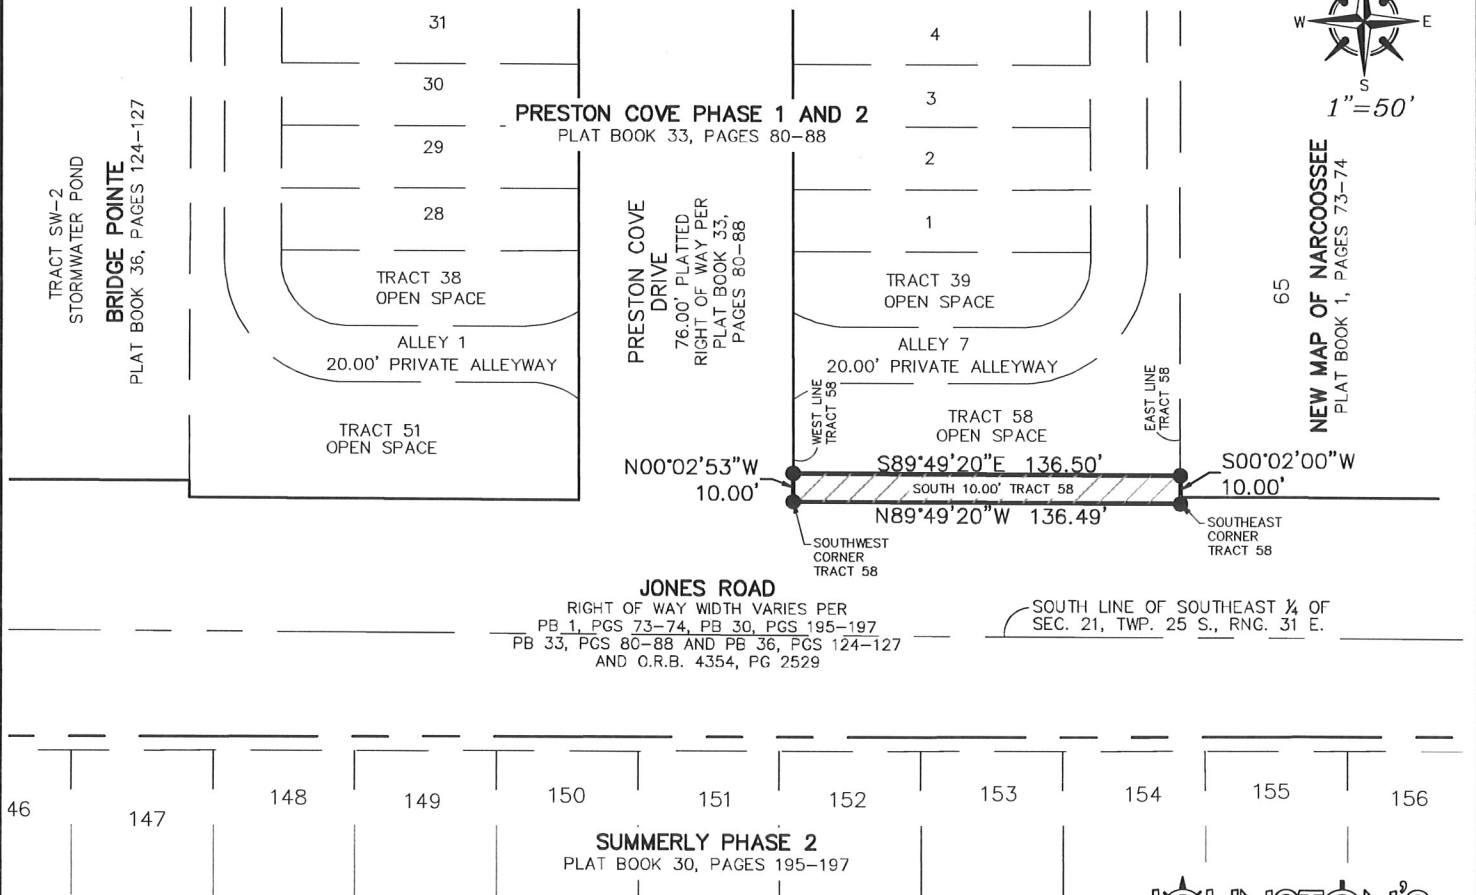 31
30
29
28
TRACT 38
OPEN SPACE
ALLEY 1
20.00' PRIVATE ALLEYWAY
TRACT 51
OPEN SPACE
TRACT SW-2
STORMWATER POND
BRIDGE POINTE
PLAT BOOK 36, PAGES 124-127
PRESTON COVE PHASE 1 AND 2
PLAT BOOK 33, PAGES 80-88
PRESTON COVE
DRIVE
76.00' PLATTED
RIGHT OF WAY PER
PLAT BOOK 33,
PAGES 80-88
4
3
2
1
TRACT 39
OPEN SPACE
ALLEY 7
20.00' PRIVATE ALLEYWAY
WEST LINE
TRACT 58
TRACT 58
OPEN SPACE
EAST LINE
TRACT 58
W
E
S
1"=50'
65
NEW MAP OF NARCOOSSEE
PLAT BOOK 1, PAGES 73-74
N00°02'53"W
10.00'
S89°49'20"E 136.50'
SOUTH 10.00' TRACT 58
N89°49'20"W 136.49'
S00°02'00"W
10.00'
SOUTHWEST
CORNER
TRACT 58
SOUTHEAST
CORNER
TRACT 58
JONES ROAD
RIGHT OF WAY WIDTH VARIES PER
PB 1, PGS 73-74, PB 30, PGS 195-197
PB 33, PGS 80-88 AND PB 36, PGS 124-127
AND O.R.B. 4354, PG 2529
SOUTH LINE OF SOUTHEAST ¼ OF
SEC. 21, TWP. 25 S., RNG. 31 E.
46
147
148
149
150
151
152
153
154
155
156
SUMMERLY PHASE 2
PLAT BOOK 30, PAGES 195-197